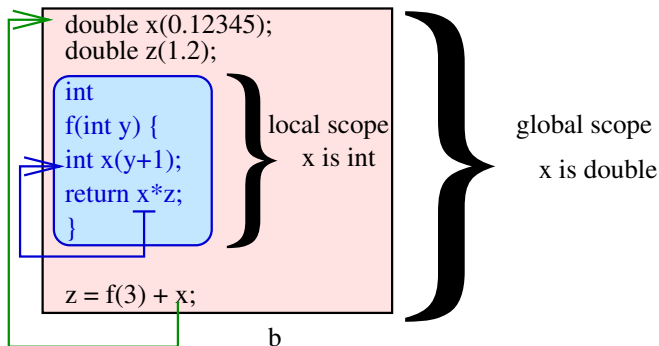 double x(0.12345);
double z(1.2);
int
f(int y) {
int x(y+1);
return x*z;
}
local scope
x is int
global scope
x is double
z = f(3) + x;
b